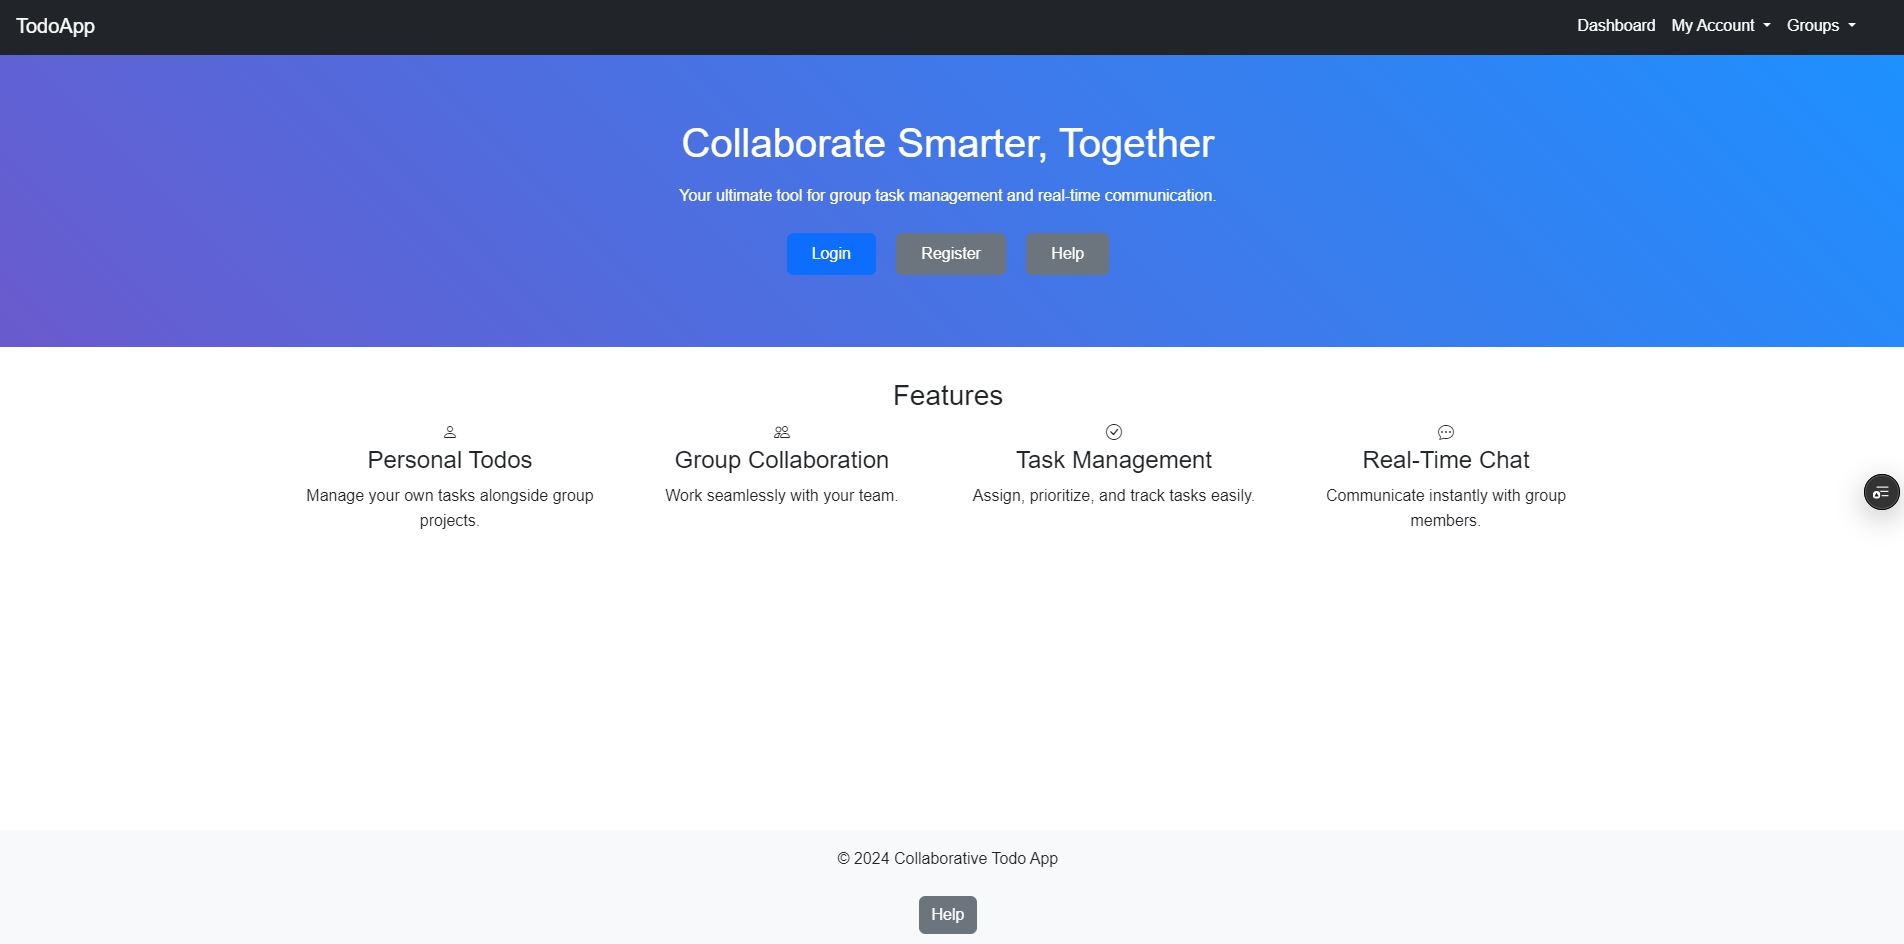 TodoApp
Dashboard My Account Groups
Collaborate Smarter, Together
Your ultimate tool for group task management and real-time communication.
Login Register Help
Features
Personal Todos
Manage your own tasks alongside group
projects.
Group Collaboration
Work seamlessly with your team.
Task Management
Assign, prioritize, and track tasks easily.
Real-Time Chat
Communicate instantly with group
members.
© 2024 Collaborative Todo App
Help